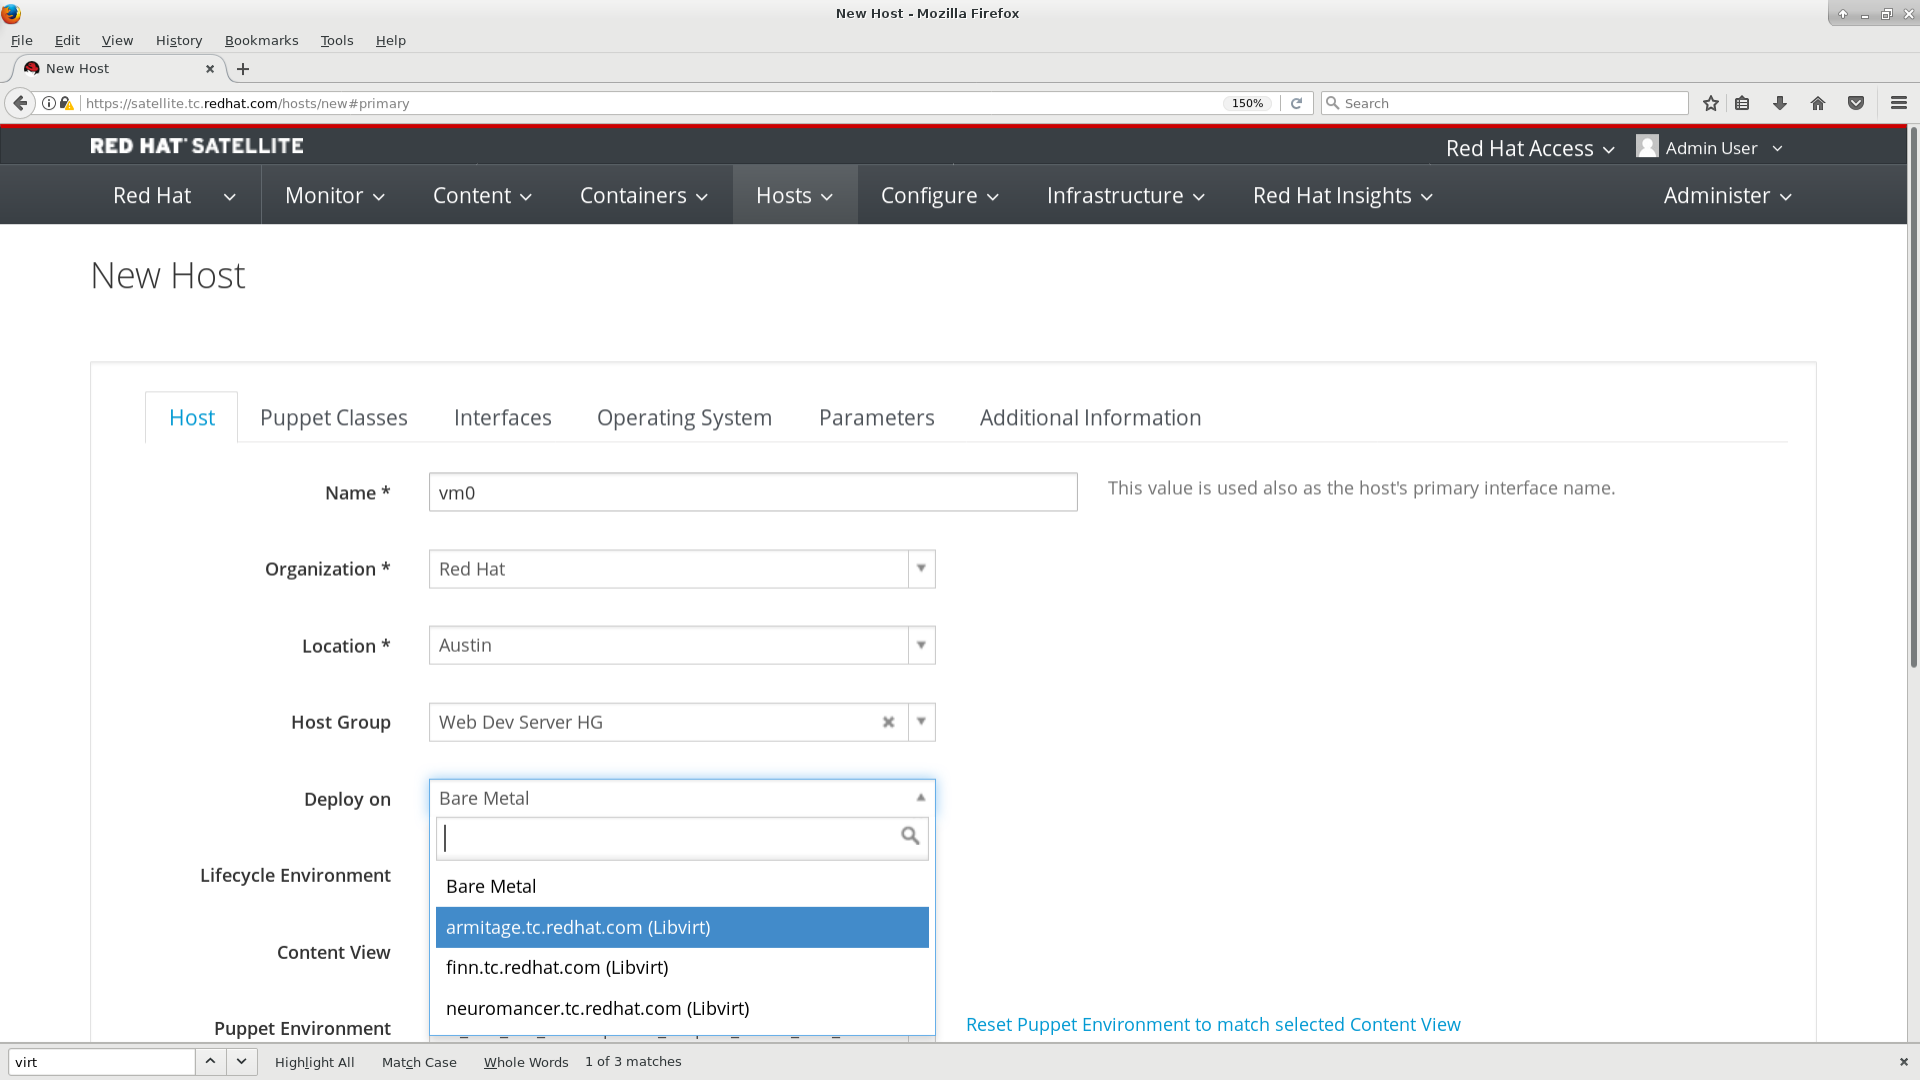 New Host - Mozilla Firefox
File Edit View History Bookmarks Tools Help
New Host
https://satellite.tc.redhat.com/hosts/new#primary 150% Search
RED HAT SATELLITE Red Hat Access Admin User
Red Hat Monitor Content Containers Hosts Configure Infrastructure Red Hat Insights Administer
New Host
Host Puppet Classes Interfaces Operating System Parameters Additional Information
Name * vm0 This value is used also as the host's primary interface name.
Organization * Red Hat
Location * Austin
Host Group Web Dev Server HG
Deploy on Bare Metal
Lifecycle Environment
Bare Metal
armitage.tc.redhat.com (Libvirt)
Content View
finn.tc.redhat.com (Libvirt)
neuromancer.tc.redhat.com (Libvirt)
Puppet Environment Reset Puppet Environment to match selected Content View
virt Highlight All Match Case Whole Words 1 of 3 matches